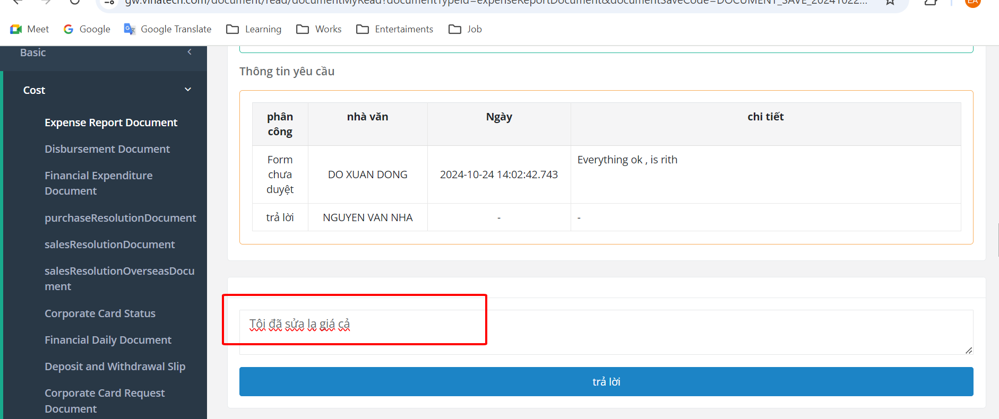 gw.vinatech.com/document/read/documentMyRead?documentTypeId=expenseReportDocument&documentSaveCode=DOCUMENT_SAVE_20241022...
EA
Meet
Google
Google Translate
Learning
Works
Entertaiments
Job
Basic
Cost
Expense Report Document
Disbursement Document
Financial Expenditure
Document
purchaseResolutionDocument
salesResolutionDocument
salesResolutionOverseasDocu
ment
Corporate Card Status
Financial Daily Document
Deposit and Withdrawal Slip
Corporate Card Request
Document
Thông tin yêu cầu
phân
công
nhà văn
Ngày
chi tiết
Form
chưa
duyệt
DO XUAN DONG
2024-10-24 14:02:42.743
Everything ok , is rith
trả lời
NGUYEN VAN NHA
-
-
Tôi đã sửa lạ giá cả
trả lời